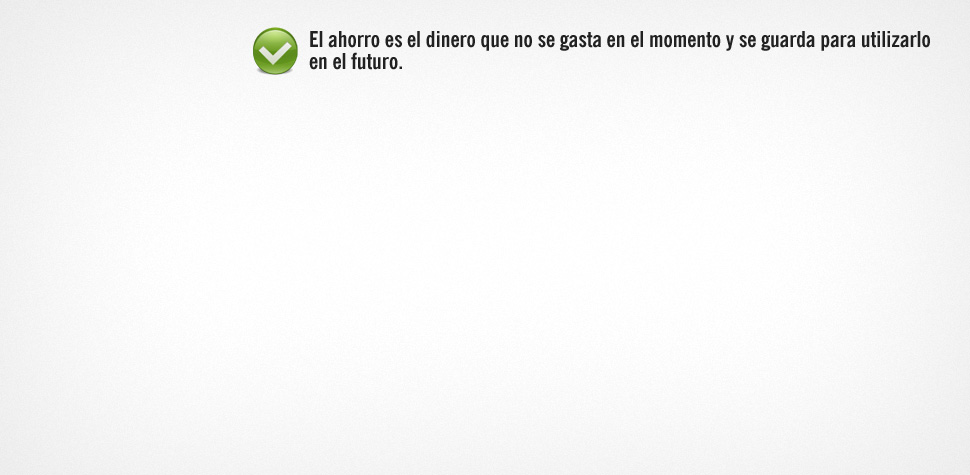 El ahorro es el dinero que no se gasta en el momento y se guarda para utilizarlo
en el futuro.